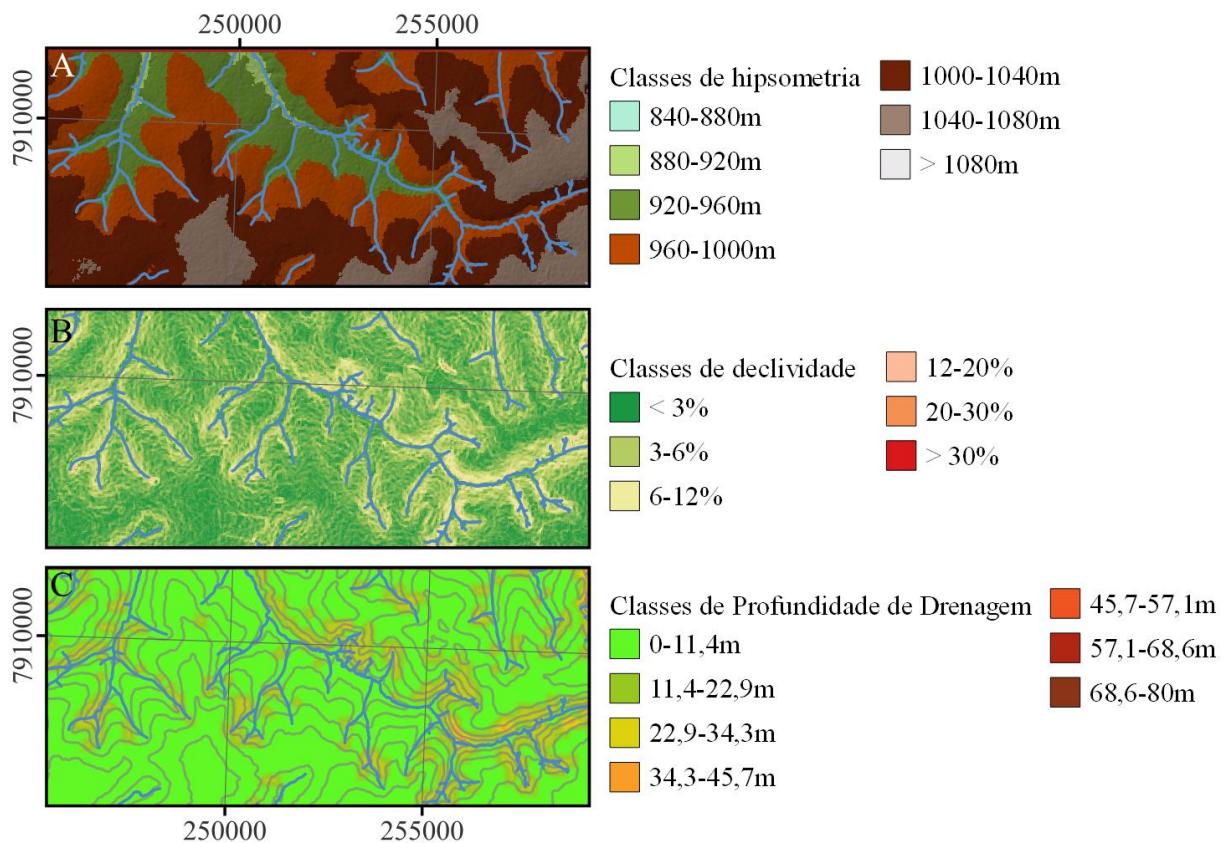 250000 255000
A
7910000
Classes de hipsometria
840-880m
880-920m
920-960m
960-1000m
1000-1040m
1040-1080m
> 1080m
B
7910000
Classes de declividade
< 3%
3-6%
6-12%
12-20%
20-30%
> 30%
C
7910000
Classes de Profundidade de Drenagem
0-11,4m
11,4-22,9m
22,9-34,3m
34,3-45,7m
45,7-57,1m
57,1-68,6m
68,6-80m
250000 255000